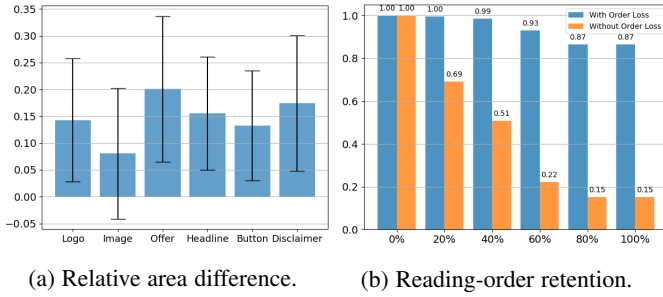 0.35
0.30
0.25
0.20
0.15
0.10
0.05
0.00
−0.05
Logo Image Offer Headline Button Disclaimer
(a) Relative area difference.
1.0
0.8
0.6
0.4
0.2
0.0
With Order Loss
Without Order Loss
1.00 1.00 1.00 0.99 0.93 0.87 0.87
0.69 0.51 0.22 0.15 0.15
0% 20% 40% 60% 80% 100%
(b) Reading-order retention.